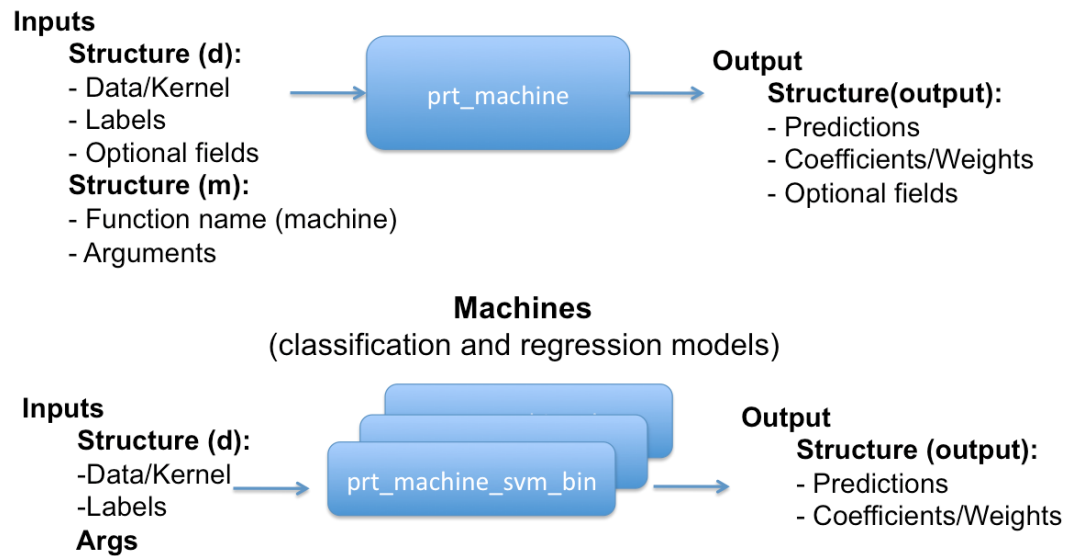 Inputs
Structure (d):
- Data/Kernel
- Labels
- Optional fields
Structure (m):
- Function name (machine)
- Arguments
prt_machine
Output
Structure(output):
- Predictions
- Coefficients/Weights
- Optional fields
Machines
(classification and regression models)
Inputs
Structure (d):
-Data/Kernel
-Labels
Args
prt_machine_svm_bin
Output
Structure (output):
- Predictions
- Coefficients/Weights